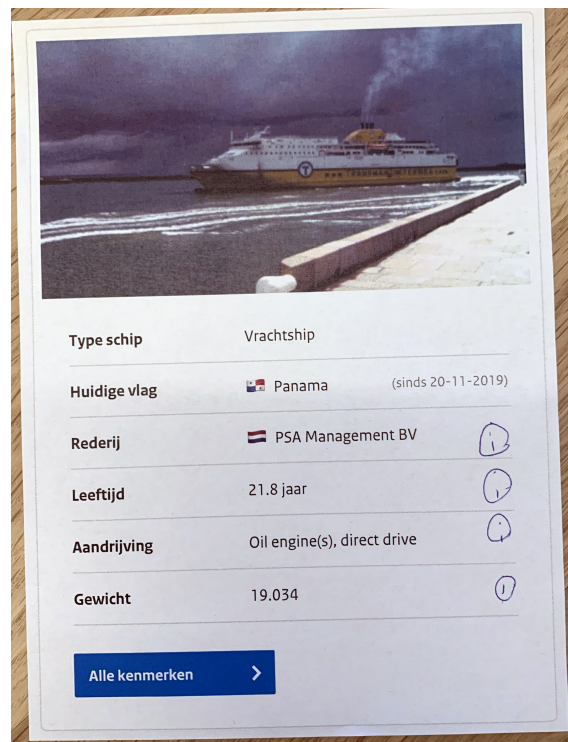 T
Type schip Vrachtship
Huidige vlag Panama (sinds 20-11-2019)
Rederij PSA Management BV i
Leeftijd 21.8 jaar i
Aandrijving Oil engine(s), direct drive i
Gewicht 19.034 i
Alle kenmerken